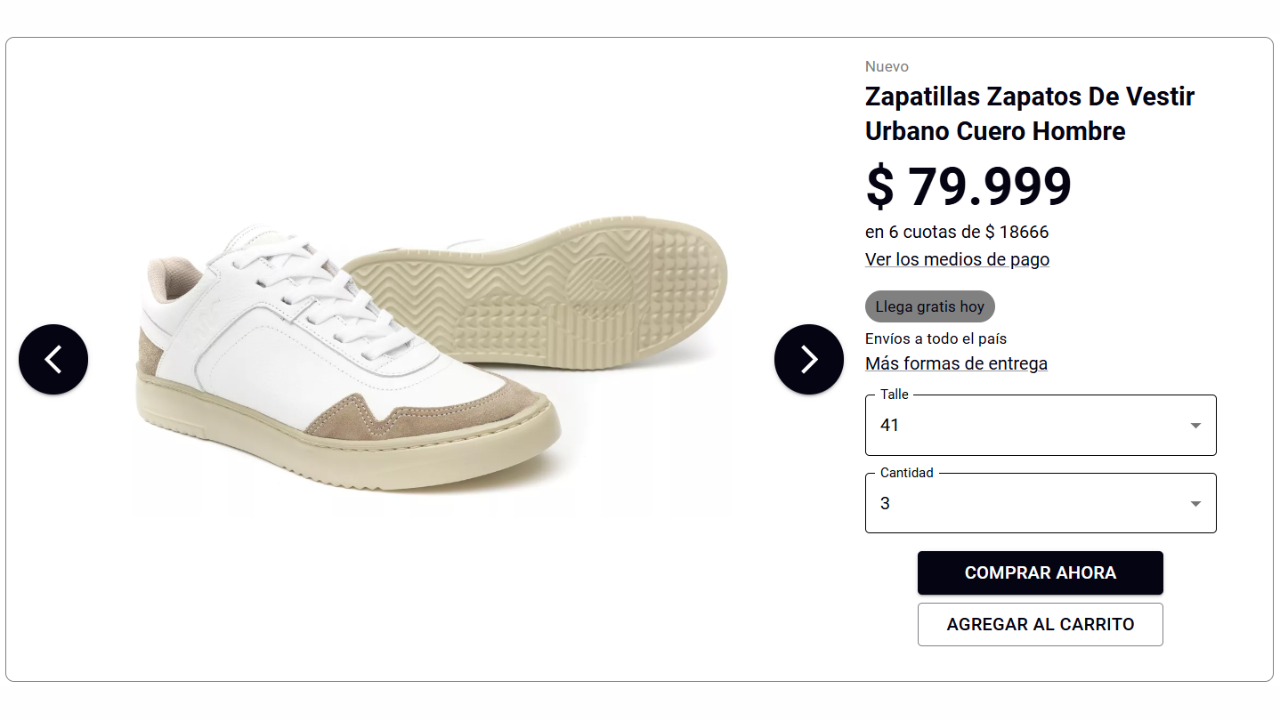 Nuevo
Zapatillas Zapatos De Vestir
Urbano Cuero Hombre
$ 79.999
en 6 cuotas de $ 18666
Ver los medios de pago
Llega gratis hoy
Envíos a todo el país
Más formas de entrega
Talle
41
Cantidad
3
COMPRAR AHORA
AGREGAR AL CARRITO